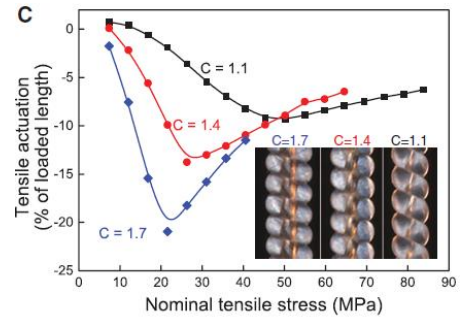 C
Tensile actuation
(% of loaded length)
0
-5
-10
-15
-20
-25
C = 1.1
C = 1.4
C = 1.7
C=1.7 C=1.4 C=1.1
0 10 20 30 40 50 60 70 80 90
Nominal tensile stress (MPa)